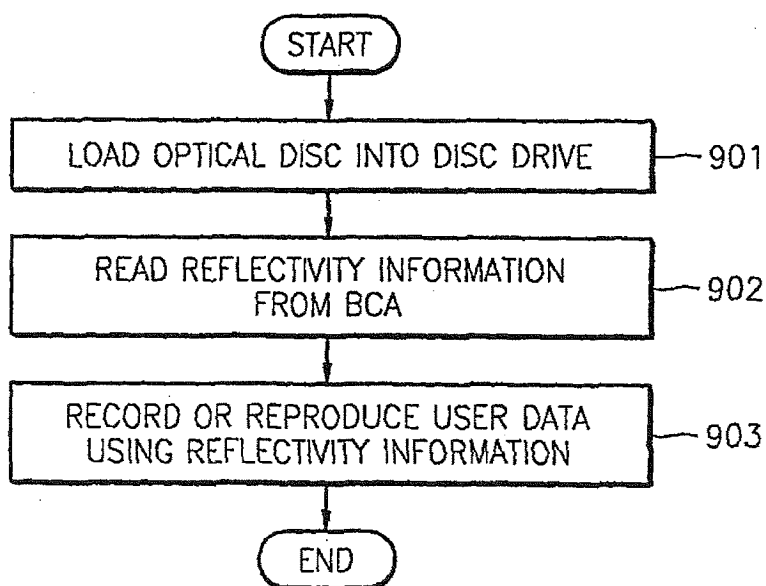 START
LOAD OPTICAL DISC INTO DISC DRIVE
901
READ REFLECTIVITY INFORMATION
FROM BCA
902
RECORD OR REPRODUCE USER DATA
USING REFLECTIVITY INFORMATION
903
END